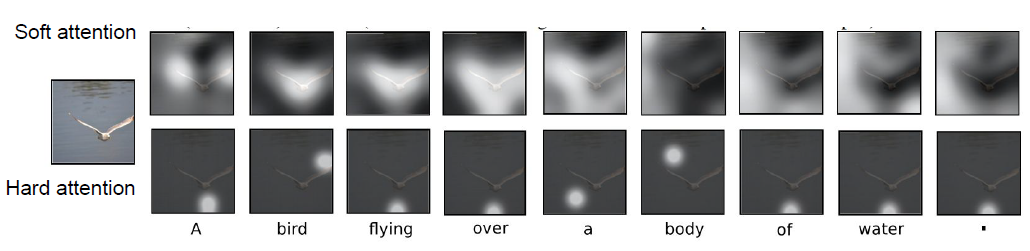 Soft attention
Hard attention
A bird flying over a body of water .